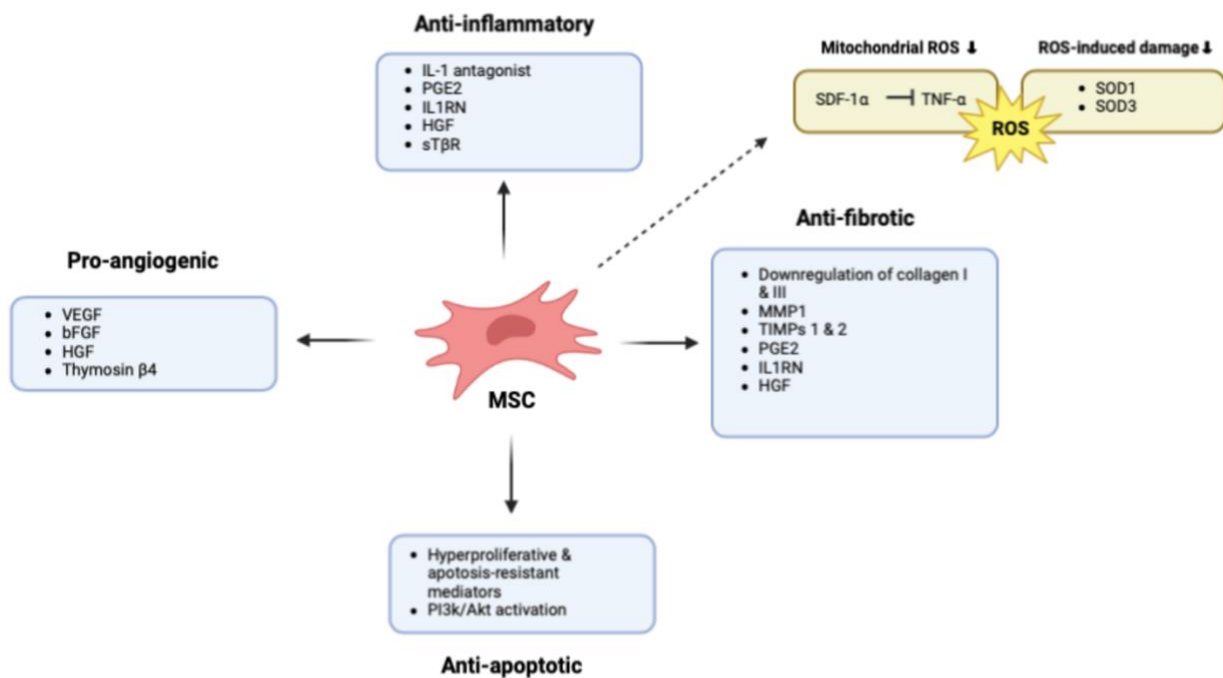 Anti-inflammatory
• IL-1 antagonist
• PGE2
• IL1RN
• HGF
• sTβR
Mitochondrial ROS ⬇
SDF-1α ⊣ TNF-α
ROS
ROS-induced damage⬇
• SOD1
• SOD3
Pro-angiogenic
• VEGF
• bFGF
• HGF
• Thymosin β4
MSC
Anti-fibrotic
• Downregulation of collagen I
& III
• MMP1
• TIMPs 1 & 2
• PGE2
• IL1RN
• HGF
• Hyperproliferative &
apotosis-resistant
mediators
• PI3k/Akt activation
Anti-apoptotic